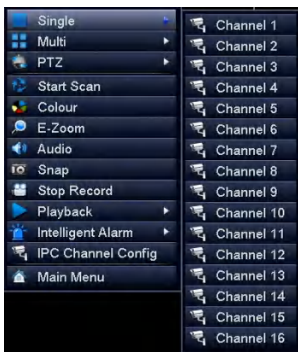 Single
Multi
PTZ
Start Scan
Colour
E-Zoom
Audio
Snap
Stop Record
Playback
Intelligent Alarm
IPC Channel Config
Main Menu
Channel 1
Channel 2
Channel 3
Channel 4
Channel 5
Channel 6
Channel 7
Channel 8
Channel 9
Channel 10
Channel 11
Channel 12
Channel 13
Channel 14
Channel 15
Channel 16